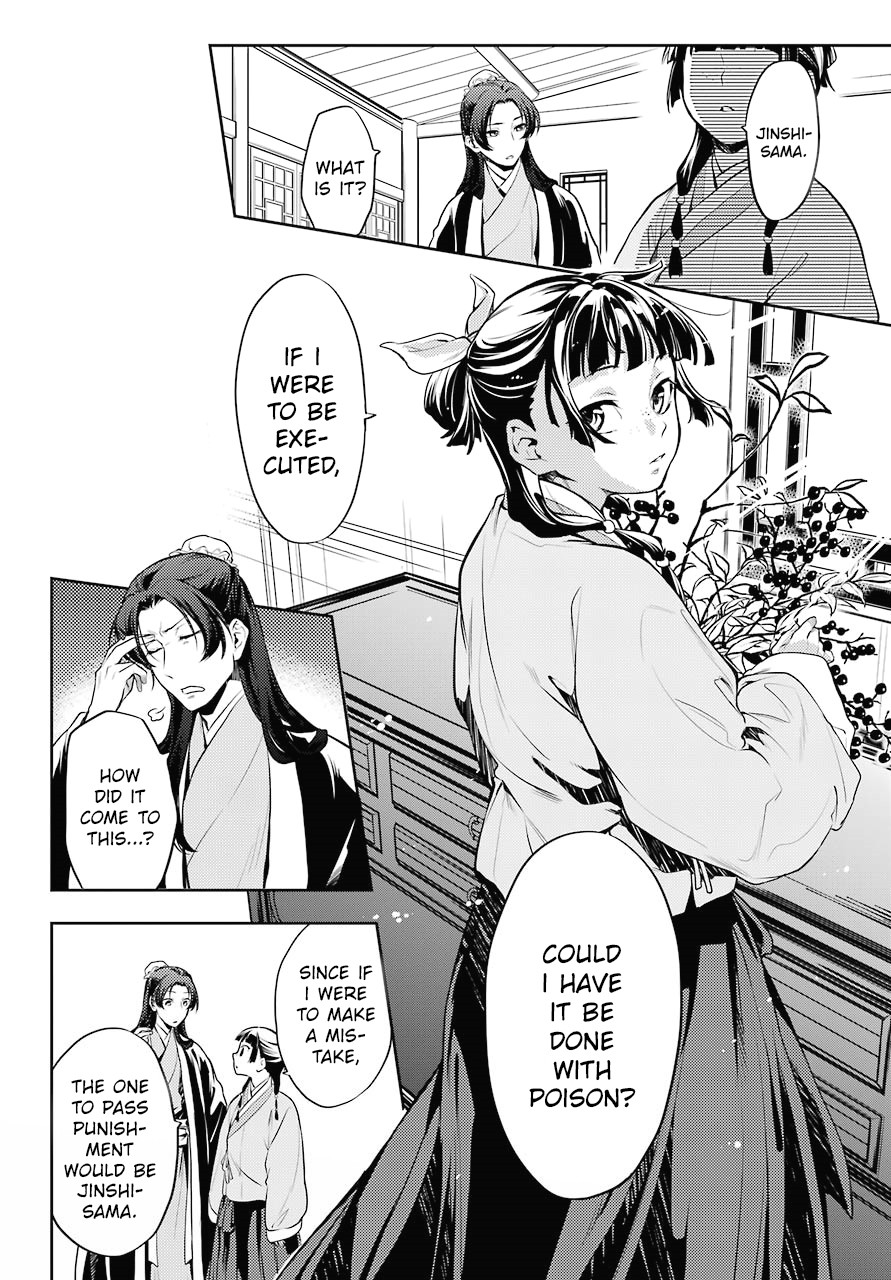 JINSHI-
SAMA.
WHAT
IS IT?
IF I
WERE
TO BE
EXE-
CUTED,
COULD
I HAVE
IT BE
DONE
WITH
POISON?
HOW
DID IT
COME TO
THIS...?
SINCE IF
I WERE
TO MAKE
A MIS-
TAKE,
THE ONE
TO PASS
PUNISH-
MENT
WOULD BE
JINSHI-
SAMA.